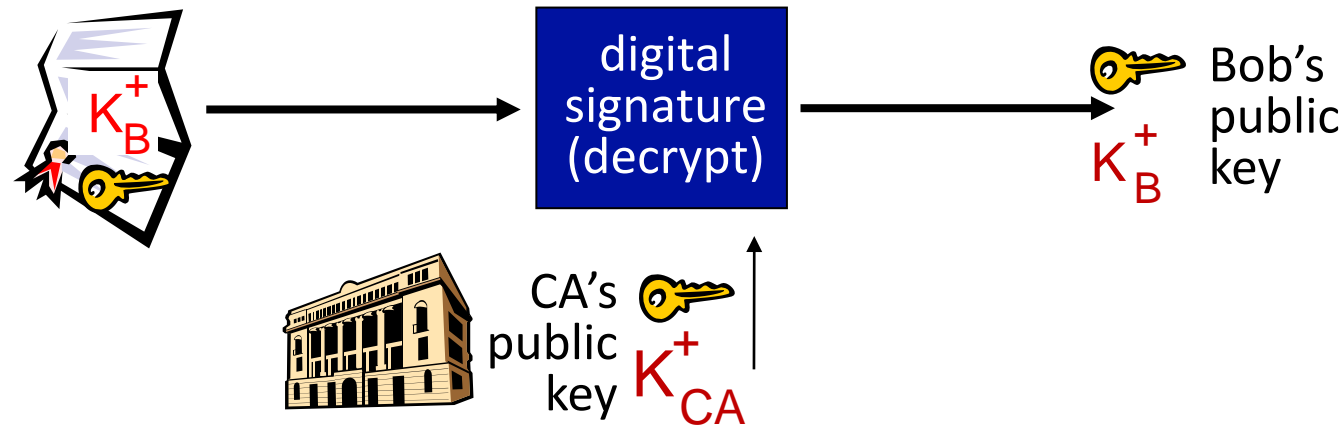 K+B
digital
signature
(decrypt)
K+B
Bob’s
public
key
CA’s
public
key
K+CA